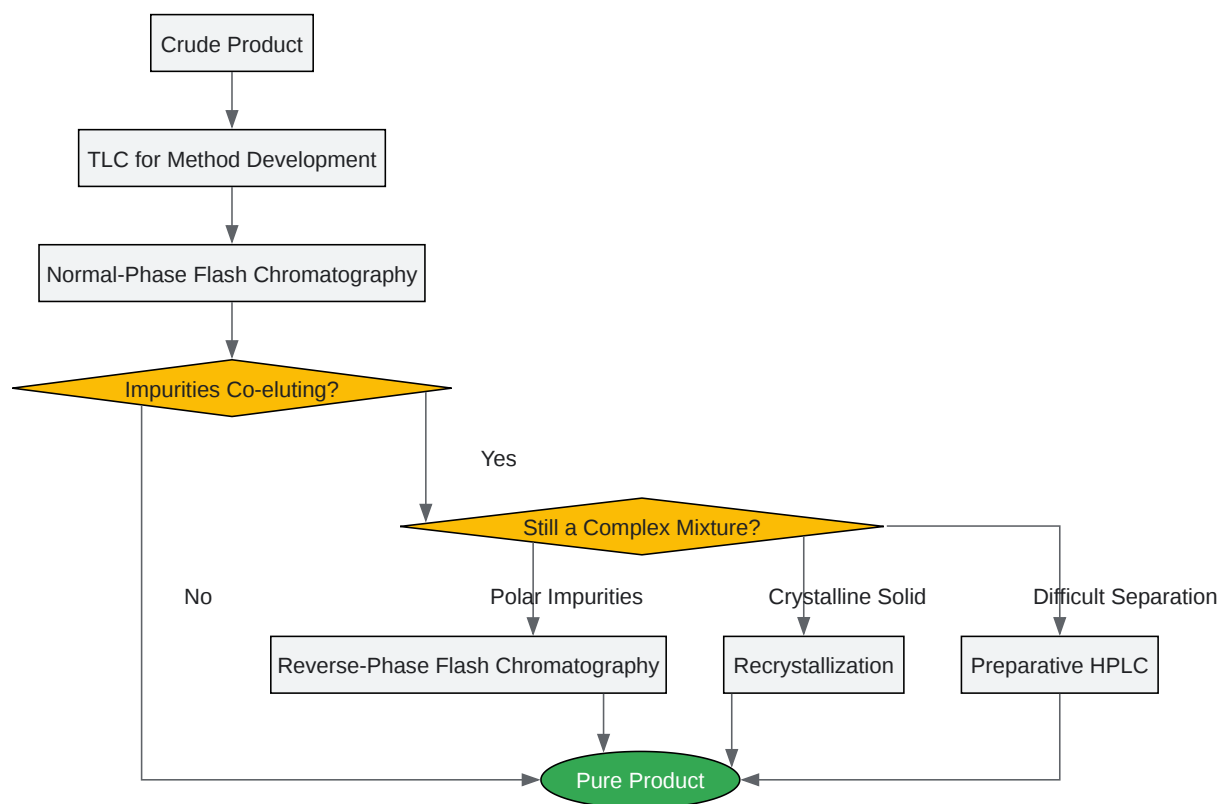 Crude Product
TLC for Method Development
Normal-Phase Flash Chromatography
Impurities Co-eluting?
Yes
Still a Complex Mixture?
No
Polar Impurities
Crystalline Solid
Difficult Separation
Reverse-Phase Flash Chromatography
Recrystallization
Preparative HPLC
Pure Product